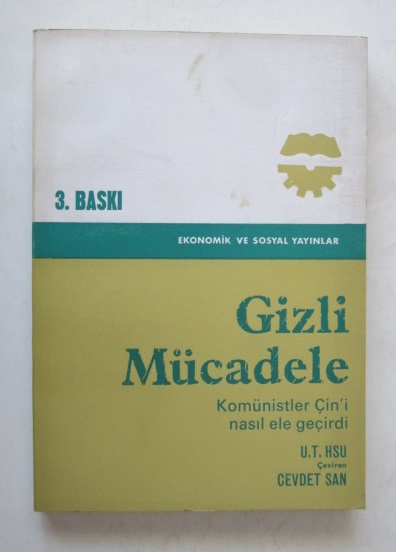 3. BASKI
EKONOMİK VE SOSYAL YAYINLAR
Gizli
Mücadele
Komünistler Çin'i
nasıl ele geçirdi
U.T. HSU
Çeviren
CEVDET SAN